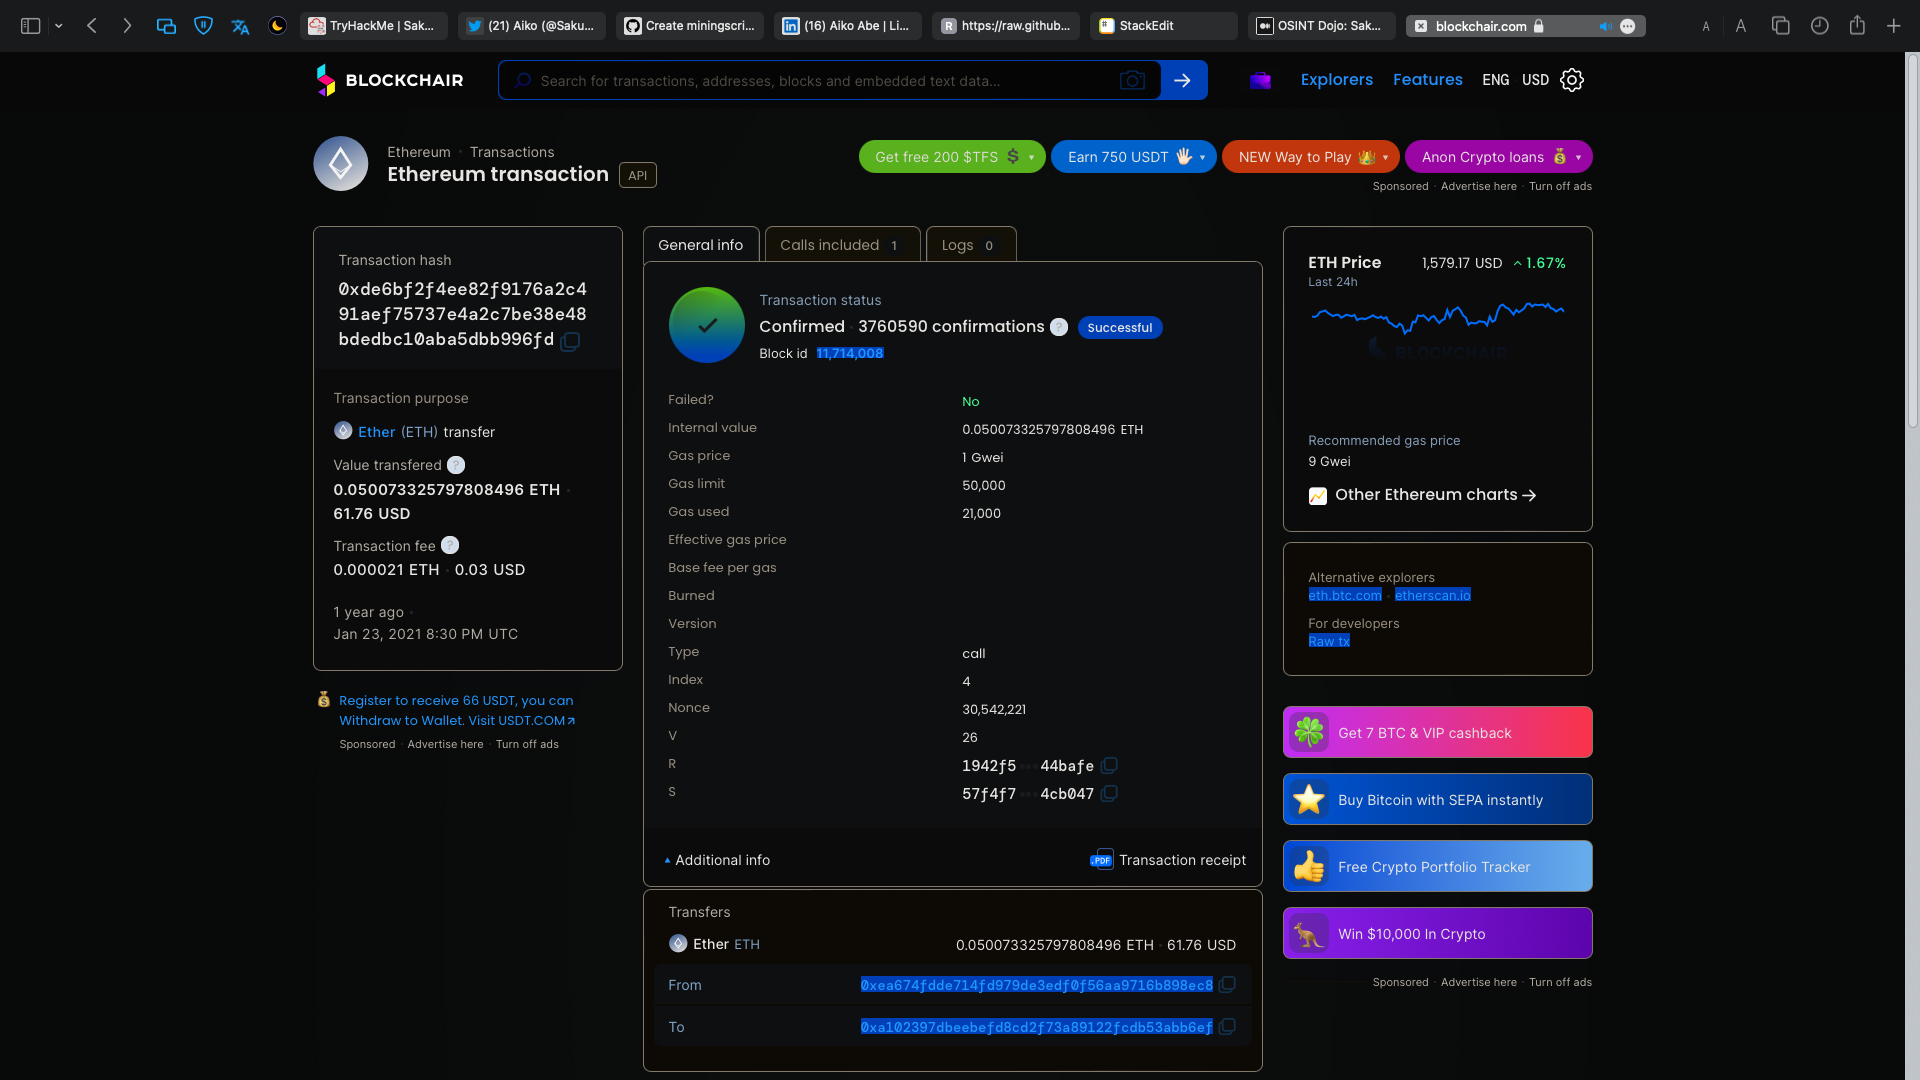 TryHackMe | Sak...
(21) Aiko (@Saku...
Create miningscri...
(16) Aiko Abe | Li...
https://raw.github...
StackEdit
OSINT Dojo: Sak...
blockchair.com
A
A
BLOCKCHAIR
Search for transactions, addresses, blocks and embedded text data...
Explorers
Features
ENG
USD
Ethereum · Transactions
Ethereum transaction
API
Get free 200 $TFS
Earn 750 USDT
NEW Way to Play
Anon Crypto loans
Sponsored · Advertise here · Turn off ads
Transaction hash
0xde6bf2f4ee82f9176a2c4
91aef75737e4a2c7be38e48
bdedbc10aba5dbb996fd
Transaction purpose
Ether (ETH) transfer
Value transfered ?
0.050073325797808496 ETH ·
61.76 USD
Transaction fee ?
0.000021 ETH · 0.03 USD
1 year ago ·
Jan 23, 2021 8:30 PM UTC
Register to receive 66 USDT, you can
Withdraw to Wallet. Visit USDT.COM
Sponsored · Advertise here · Turn off ads
General info
Calls included 1
Logs 0
Transaction status
Confirmed · 3760590 confirmations ? Successful
Block id 11,714,008
Failed? No
Internal value 0.050073325797808496 ETH
Gas price 1 Gwei
Gas limit 50,000
Gas used 21,000
Effective gas price
Base fee per gas
Burned
Version
Type call
Index 4
Nonce 30,542,221
V 26
R 1942f5 ··· 44bafe
S 57f4f7 ··· 4cb047
Additional info
.PDF Transaction receipt
Transfers
Ether ETH 0.050073325797808496 ETH · 61.76 USD
From 0xea674fdde714fd979de3edf0f56aa9716b898ec8
To 0xa102397dbeebefd8cd2f73a89122fcdb53abb6ef
ETH Price 1,579.17 USD 1.67%
Last 24h
BLOCKCHAIR
Recommended gas price
9 Gwei
Other Ethereum charts →
Alternative explorers
eth.btc.com · etherscan.io
For developers
Raw tx
Get 7 BTC & VIP cashback
Buy Bitcoin with SEPA instantly
Free Crypto Portfolio Tracker
Win $10,000 In Crypto
Sponsored · Advertise here · Turn off ads